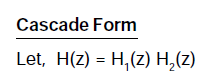 Cascade Form
Let, H(z) = H₁(z) H₂(z)